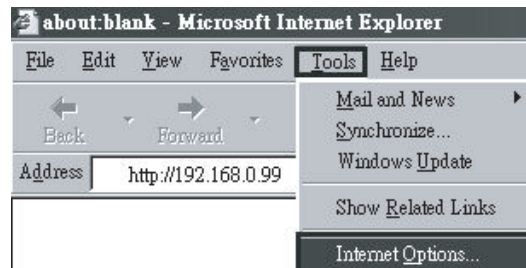 about:blank - Microsoft Internet Explorer
File Edit View Favorites Tools Help
Back Forward
Address http://192.168.0.99
Mail and News
Synchronize...
Windows Update
Show Related Links
Internet Options...